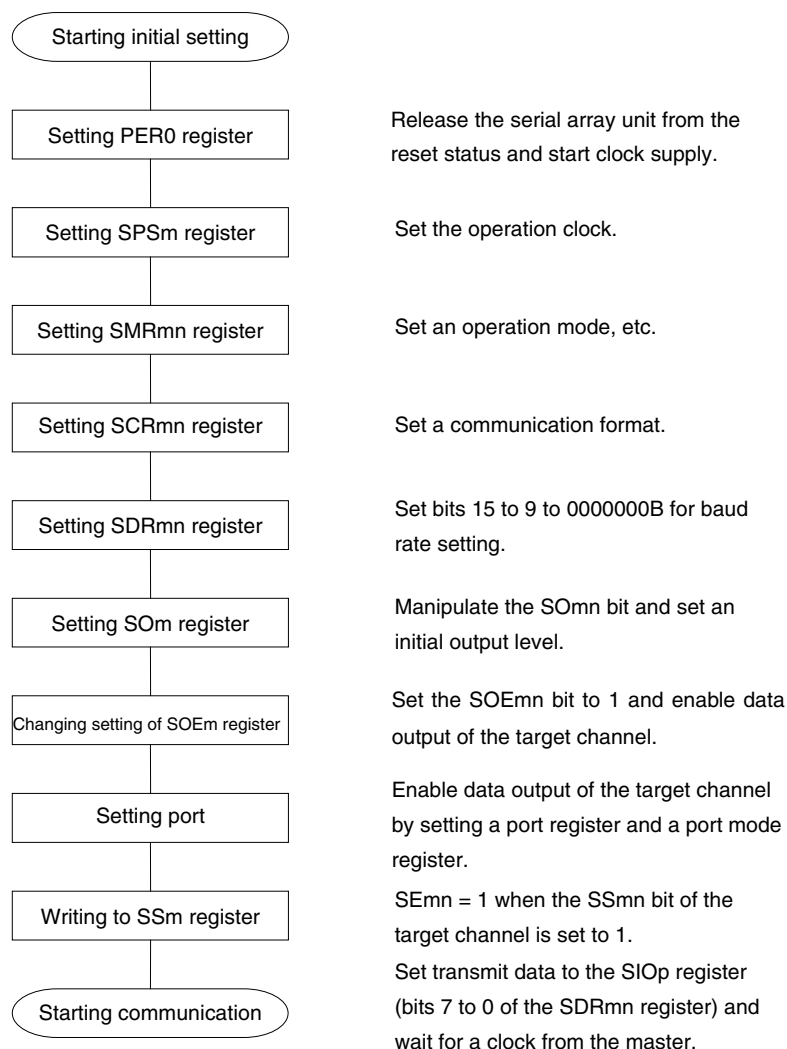 Starting initial setting
Setting PER0 register
Release the serial array unit from the
reset status and start clock supply.
Setting SPSm register
Set the operation clock.
Setting SMRmn register
Set an operation mode, etc.
Setting SCRmn register
Set a communication format.
Setting SDRmn register
Set bits 15 to 9 to 0000000B for baud
rate setting.
Setting SOm register
Manipulate the SOmn bit and set an
initial output level.
Changing setting of SOEm register
Set the SOEmn bit to 1 and enable data
output of the target channel.
Setting port
Enable data output of the target channel
by setting a port register and a port mode
register.
Writing to SSm register
SEmn = 1 when the SSmn bit of the
target channel is set to 1.
Starting communication
Set transmit data to the SIOp register
(bits 7 to 0 of the SDRmn register) and
wait for a clock from the master.